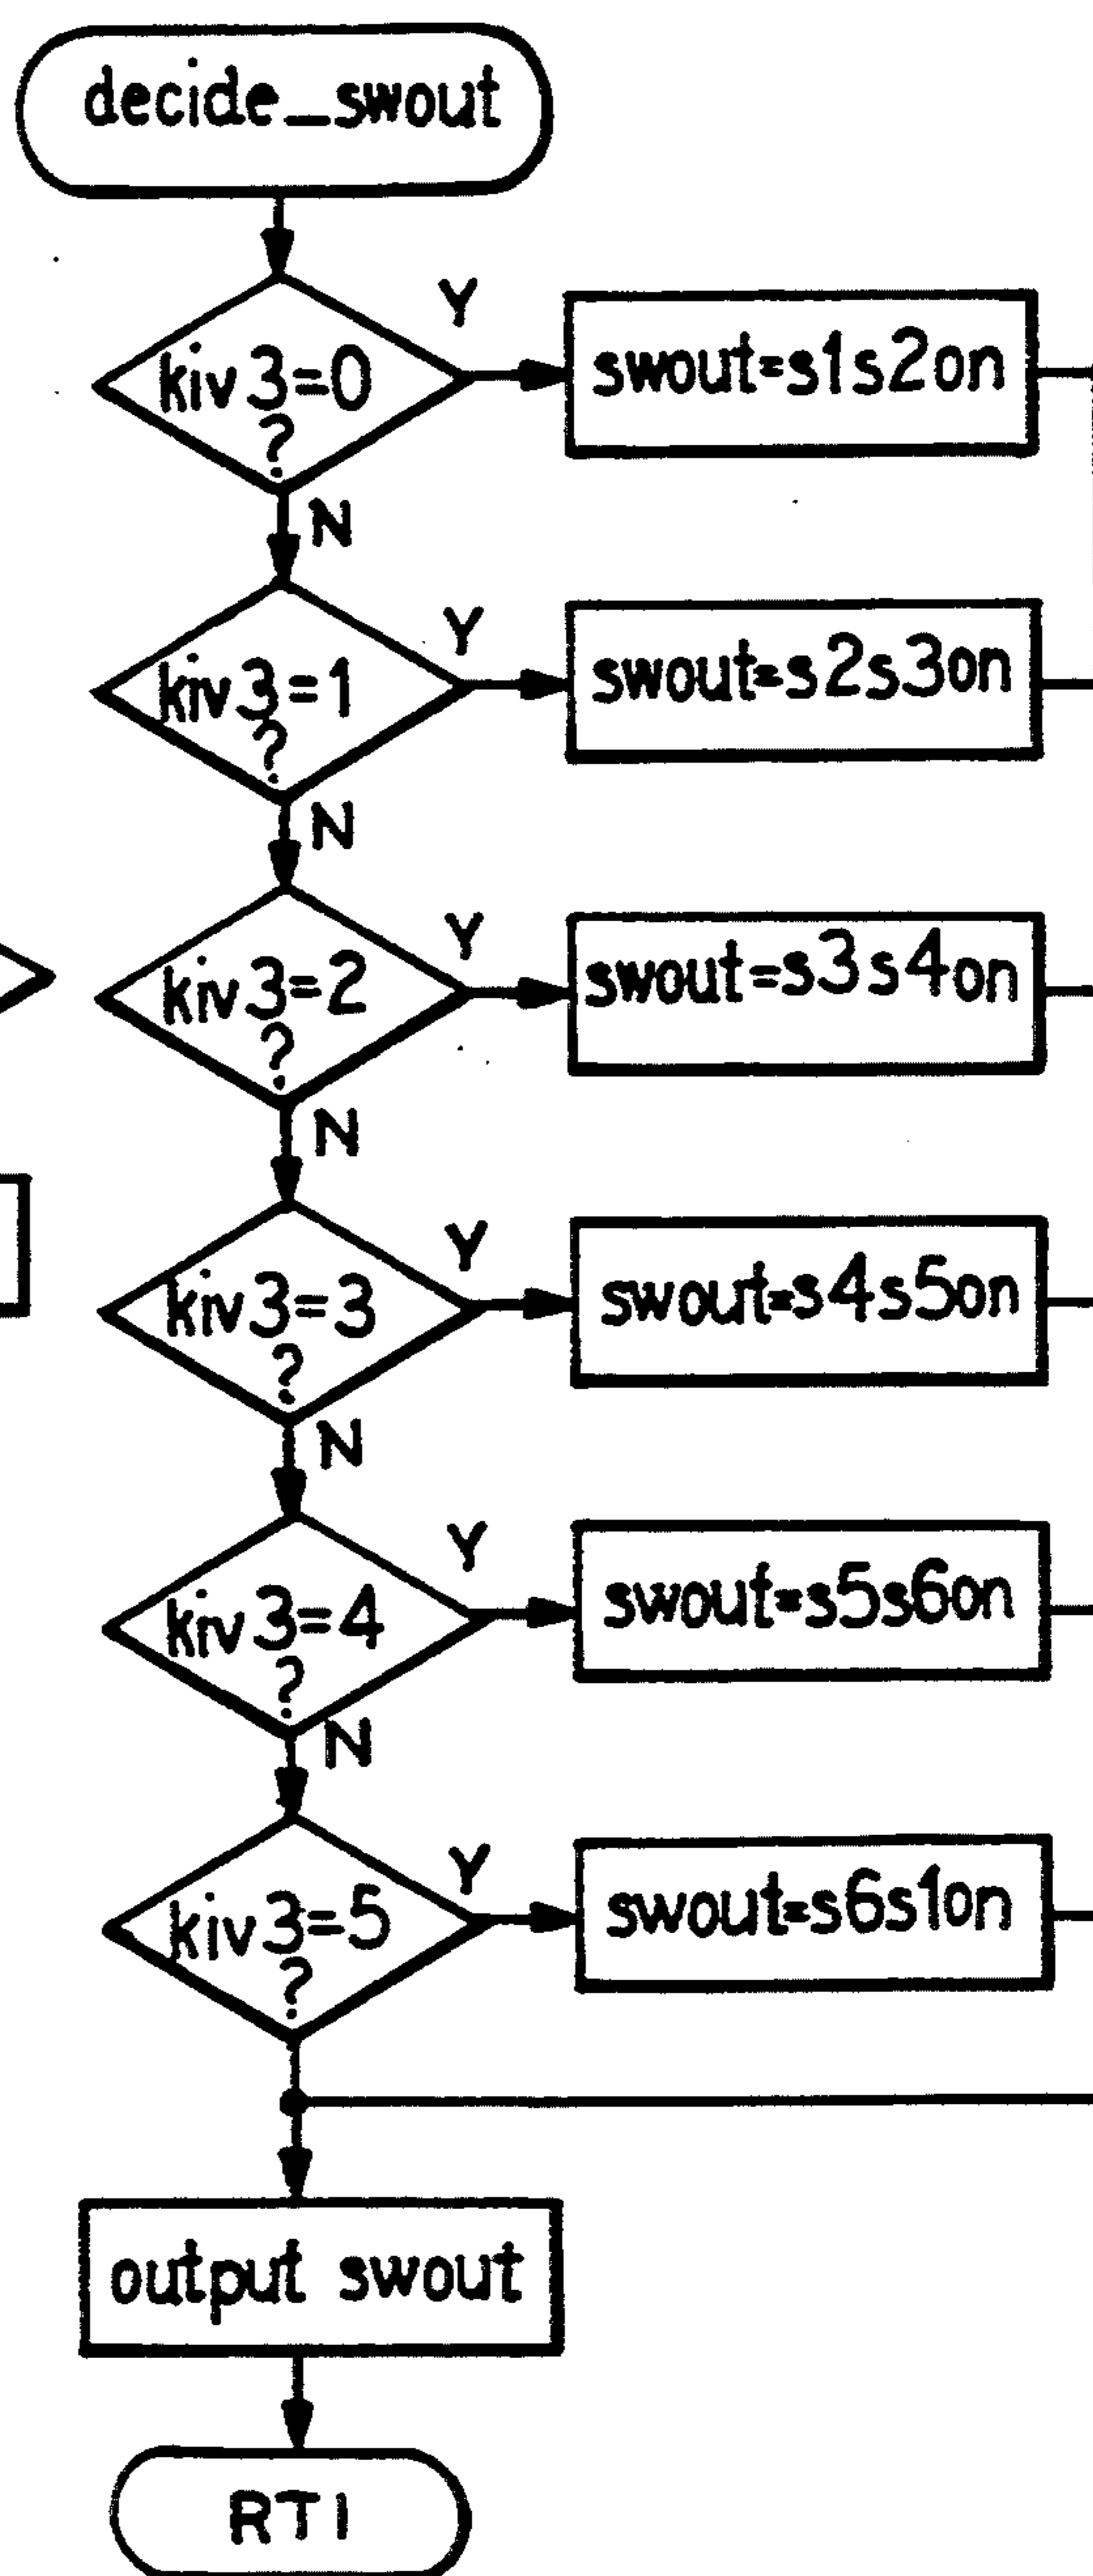 decide_swout
kiv3=0
?
Y
swout=s1s2on
N
kiv3=1
?
Y
swout=s2s3on
N
kiv3=2
?
Y
swout=s3s4on
N
kiv3=3
?
Y
swout=s4s5on
N
kiv3=4
?
Y
swout=s5s6on
N
kiv3=5
?
Y
swout=s6s1on
output swout
RTI